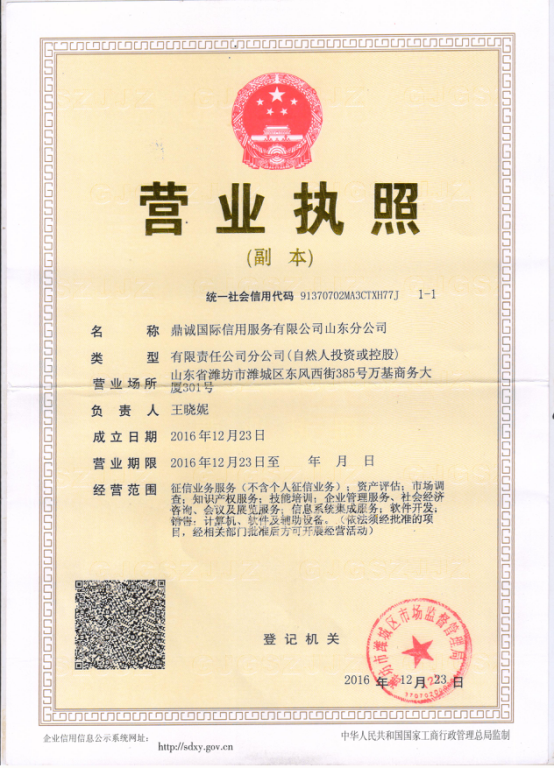 营业执照
(副 本)
统一社会信用代码 91370702MA3CTXH77J 1-1
名 称 鼎诚国际信用服务有限公司山东分公司
类 型 有限责任公司分公司(自然人投资或控股)
营业场所 山东省潍坊市潍城区东风西街385号万基商务大
厦301号
负 责 人 王晓妮
成立日期 2016年12月23日
营业期限 2016年12月23日至 年 月 日
经营范围 征信业务服务（不含个人征信业务）；资产评估；市场调
查；知识产权服务；技能培训；企业管理服务、社会经济
咨询、会议及展览服务；信息系统集成服务；软件开发；
销售：计算机、软件及辅助设备。（依法须经批准的项
目，经相关部门批准后方可开展经营活动）
登记机关
潍坊市潍城区市场监督管理局
2016 年 12 月 23 日
企业信用信息公示系统网址：
http://sdxy.gov.cn
中华人民共和国国家工商行政管理总局监制